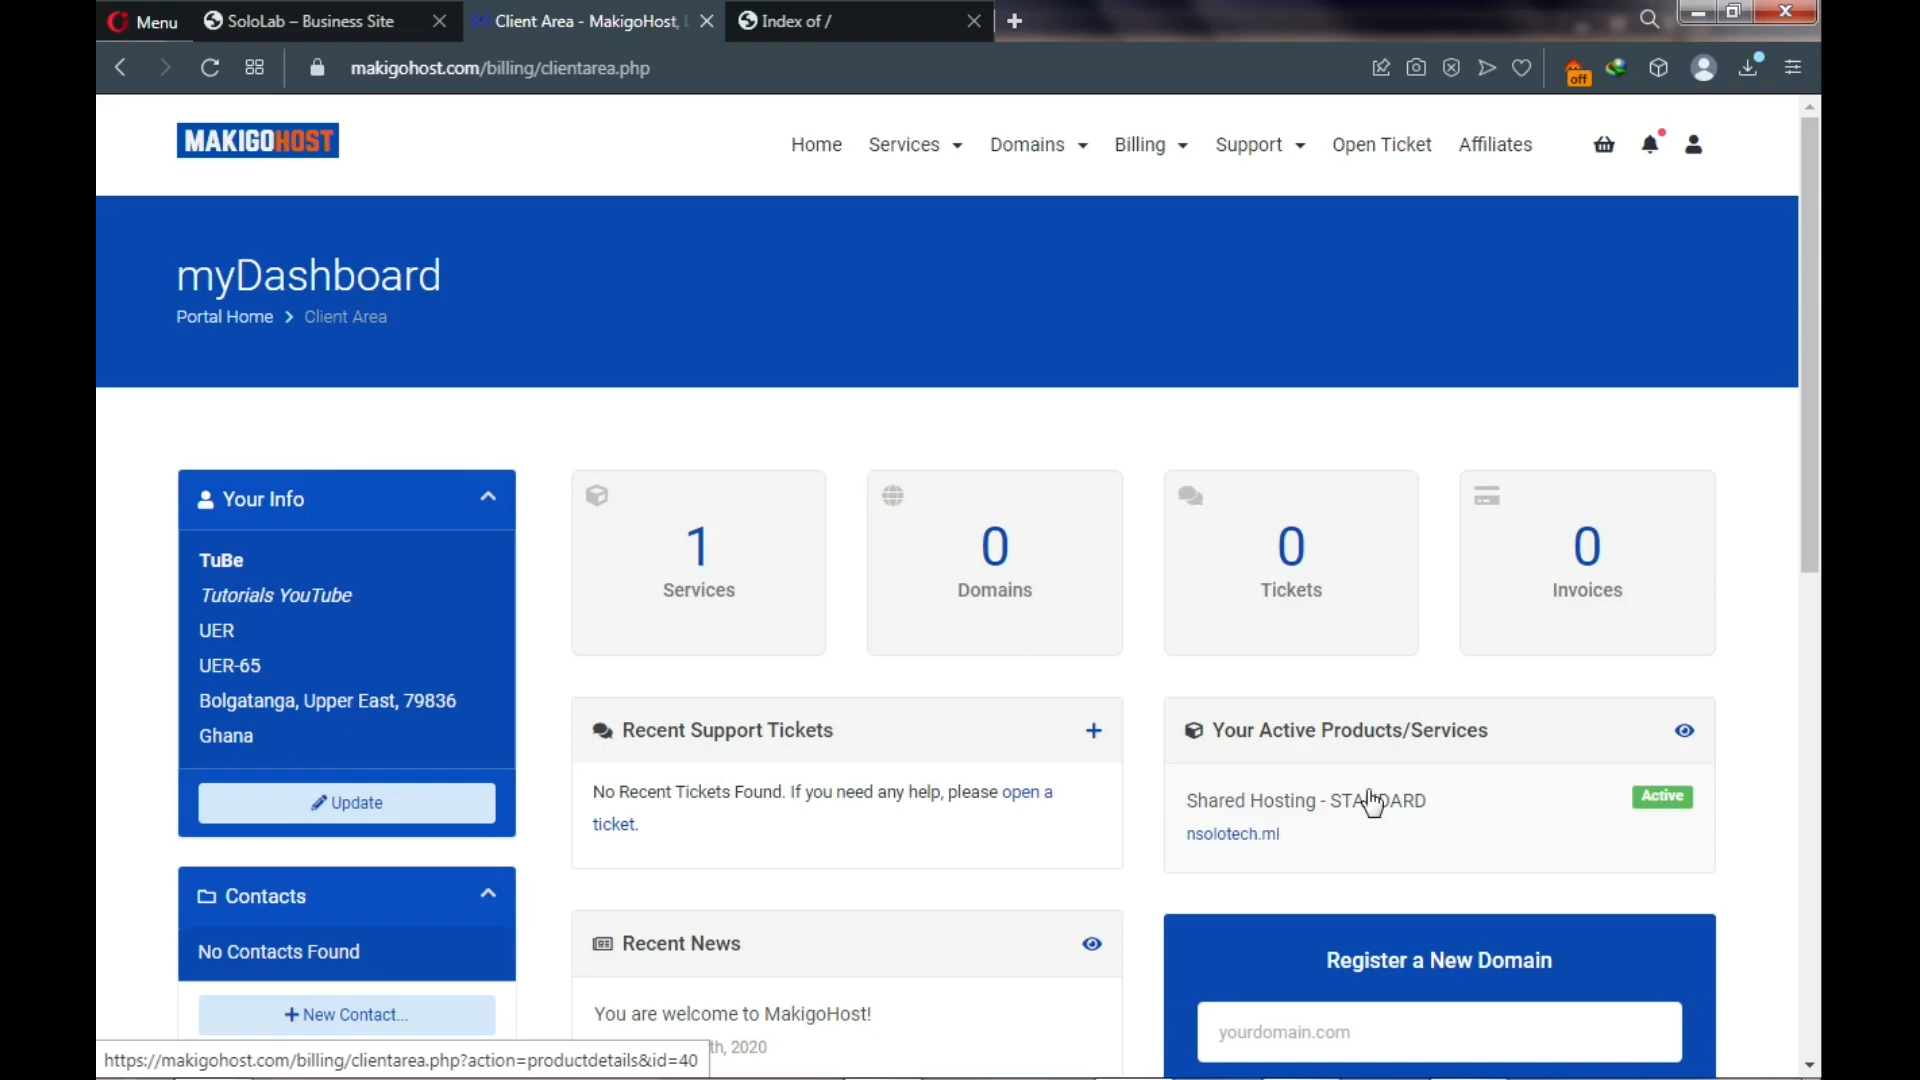 Menu
SoloLab – Business Site
Client Area - MakigoHost,
Index of /
makigohost.com/billing/clientarea.php
off
MAKIGOHOST
Home
Services
Domains
Billing
Support
Open Ticket
Affiliates
myDashboard
Portal Home > Client Area
Your Info
TuBe
Tutorials YouTube
UER
UER-65
Bolgatanga, Upper East, 79836
Ghana
Update
Contacts
No Contacts Found
+ New Contact...
1
Services
0
Domains
0
Tickets
0
Invoices
Recent Support Tickets
No Recent Tickets Found. If you need any help, please open a
ticket.
Your Active Products/Services
Shared Hosting - STANDARD
Active
nsolotech.ml
Recent News
You are welcome to MakigoHost!
th, 2020
Register a New Domain
yourdomain.com
https://makigohost.com/billing/clientarea.php?action=productdetails&id=40